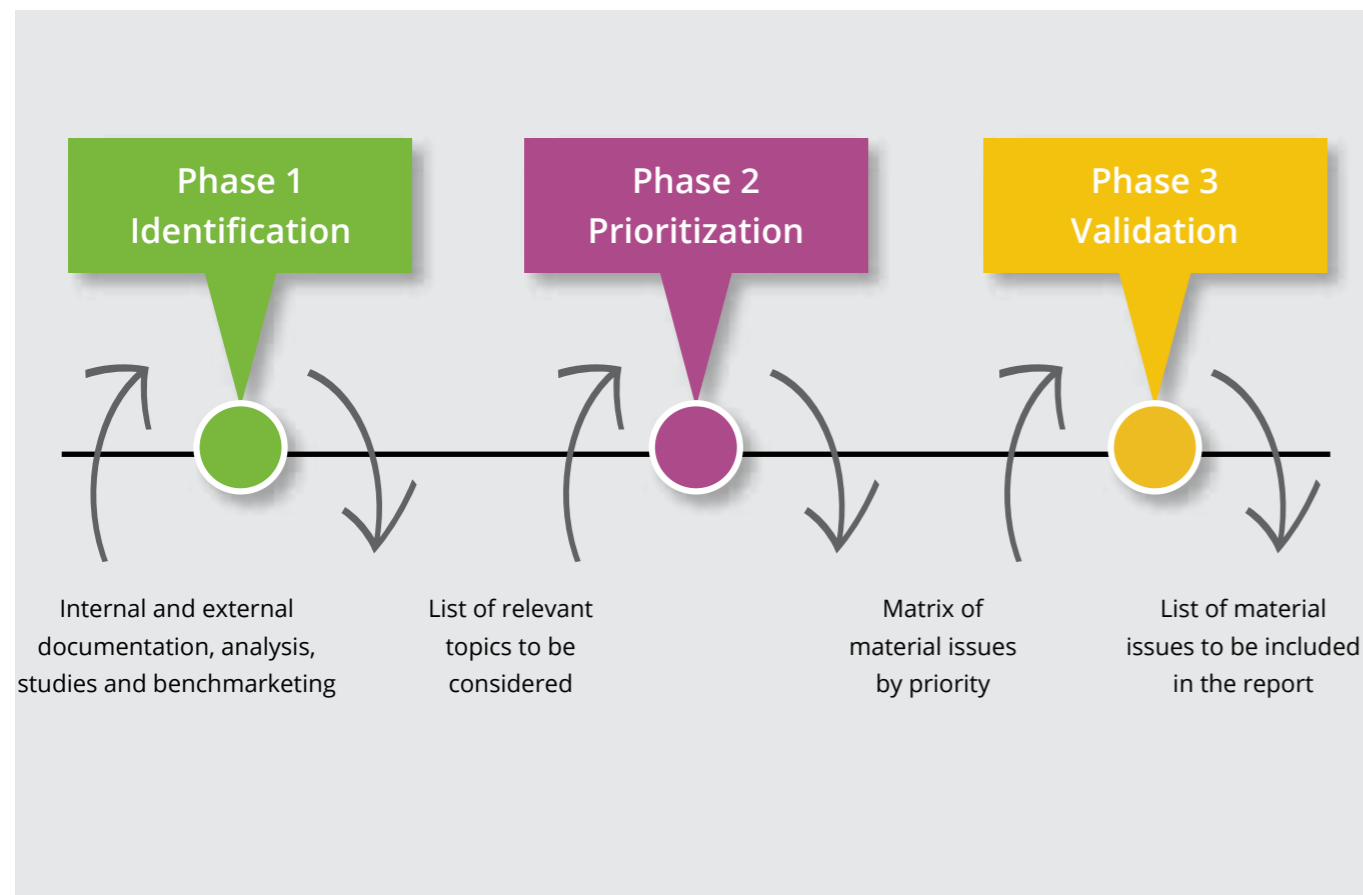 Phase 1
Identification
Phase 2
Prioritization
Phase 3
Validation
Internal and external
documentation, analysis,
studies and benchmarketing
List of relevant
topics to be
considered
Matrix of
material issues
by priority
List of material
issues to be included
in the report